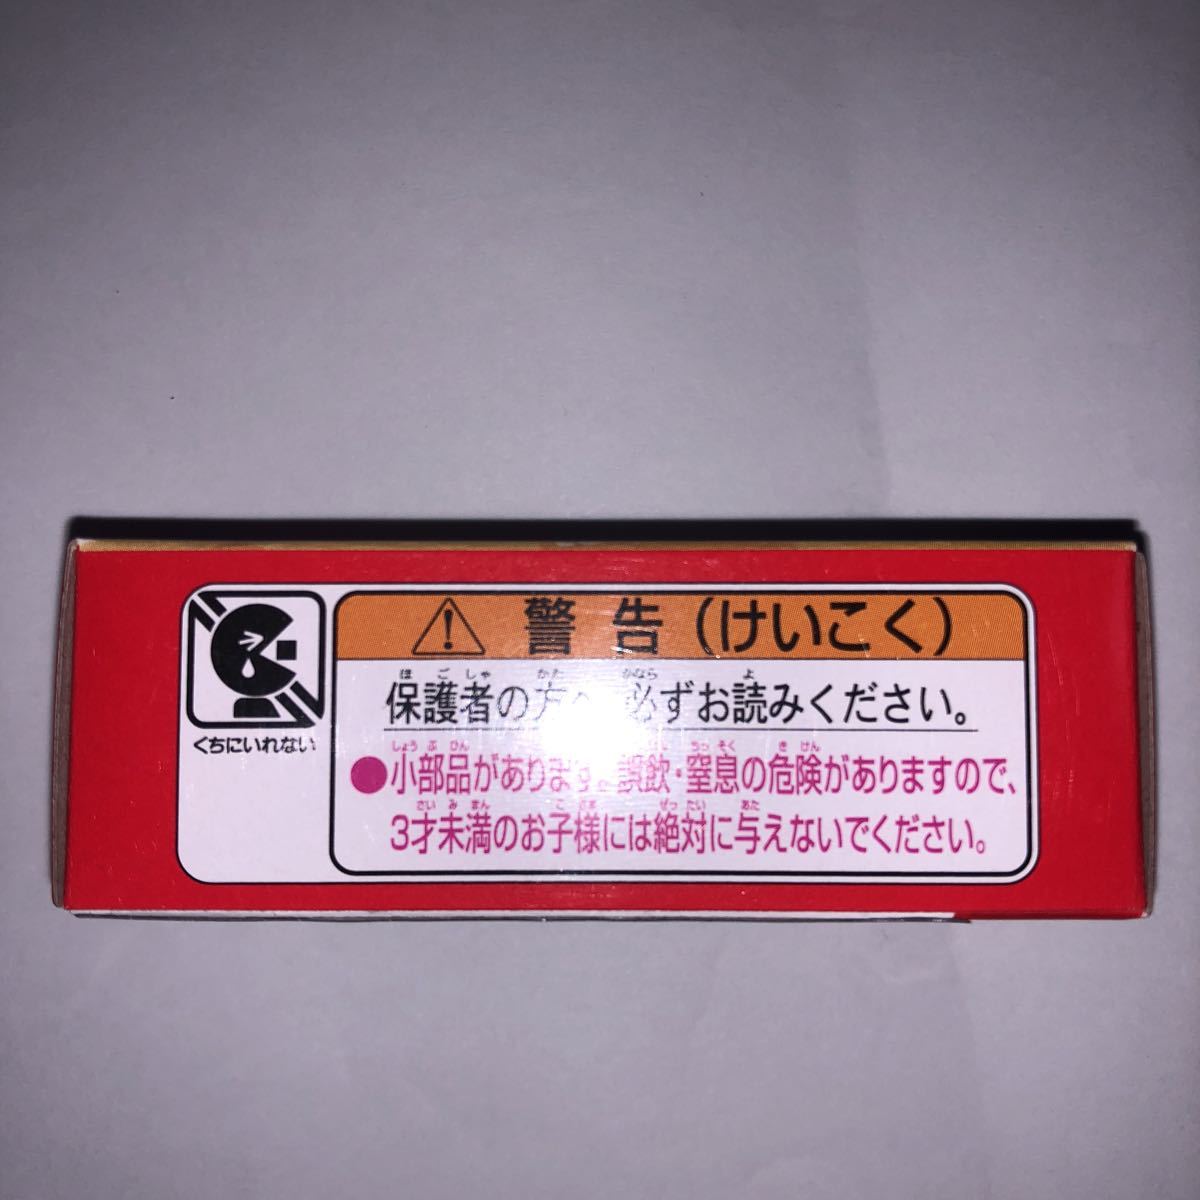 警告(けいこく)
くちにいれない
保護者の方へ 必ずお読みください。
●小部品があります。誤飲・窒息の危険がありますので、
3才未満のお子様には絶対に与えないでください。